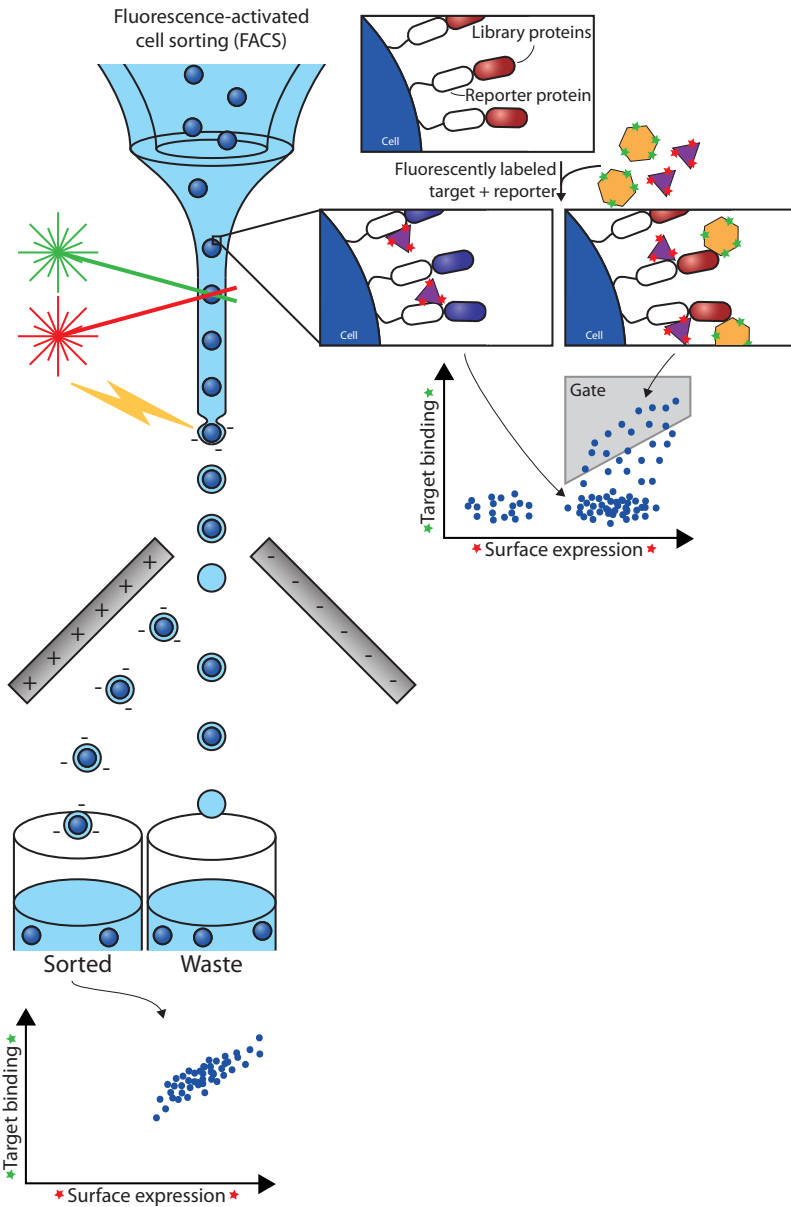 Fluorescence-activated
cell sorting (FACS)
Library proteins
Reporter protein
Cell
Fluorescently labeled
target + reporter
Cell
Cell
Gate
Target binding
Surface expression
+ + + + + +
- - - - - -
Sorted
Waste
Target binding
Surface expression